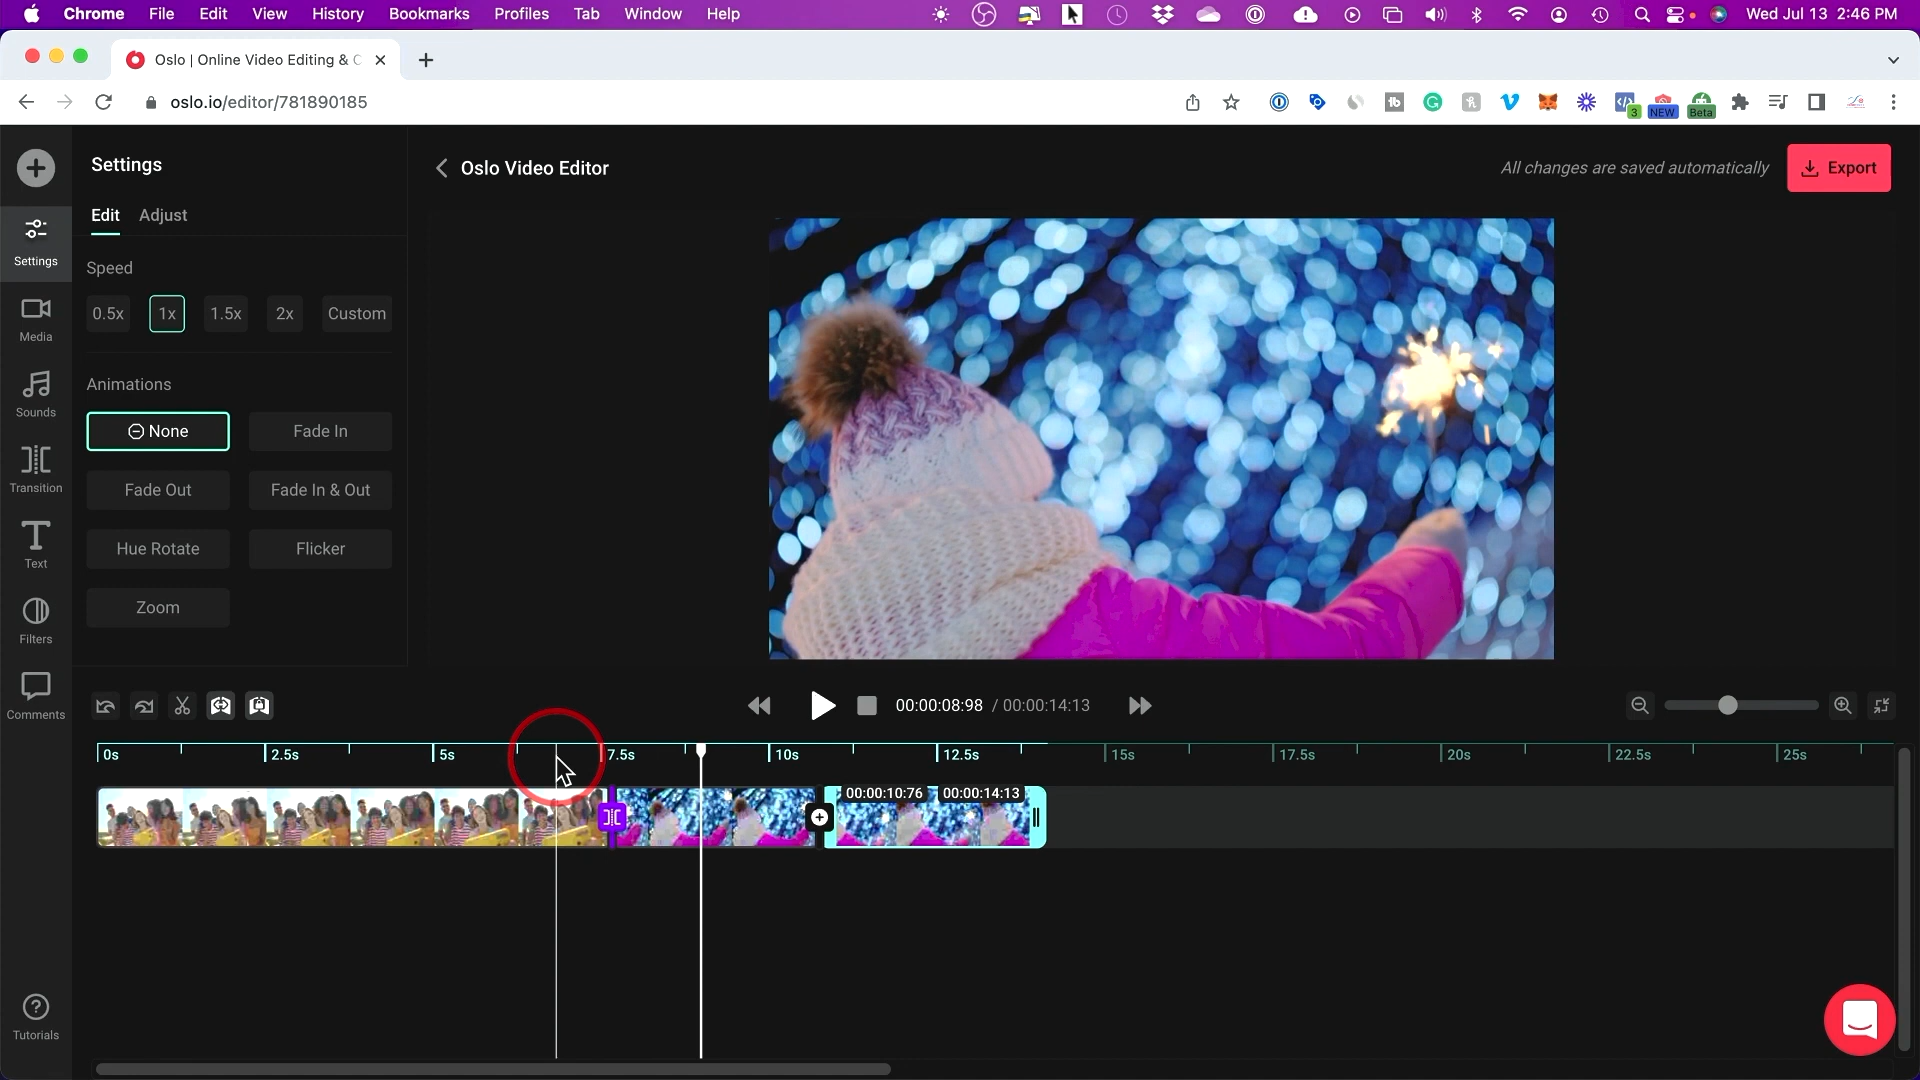 Chrome File Edit View History Bookmarks Profiles Tab Window Help Wed Jul 13 2:46 PM
Oslo | Online Video Editing & C
oslo.io/editor/781890185
tb
3 NEW Beta
Settings
Oslo Video Editor
All changes are saved automatically
Export
Edit Adjust
Settings
Speed
0.5x 1x 1.5x 2x Custom
Media
Animations
Sounds
None Fade In
Transition
Fade Out Fade In & Out
Text
Hue Rotate Flicker
Filters
Zoom
Comments
00:00:08:98 / 00:00:14:13
0s 2.5s 5s 7.5s 10s 12.5s 15s 17.5s 20s 22.5s 25s
00:00:10:76 00:00:14:13
Tutorials